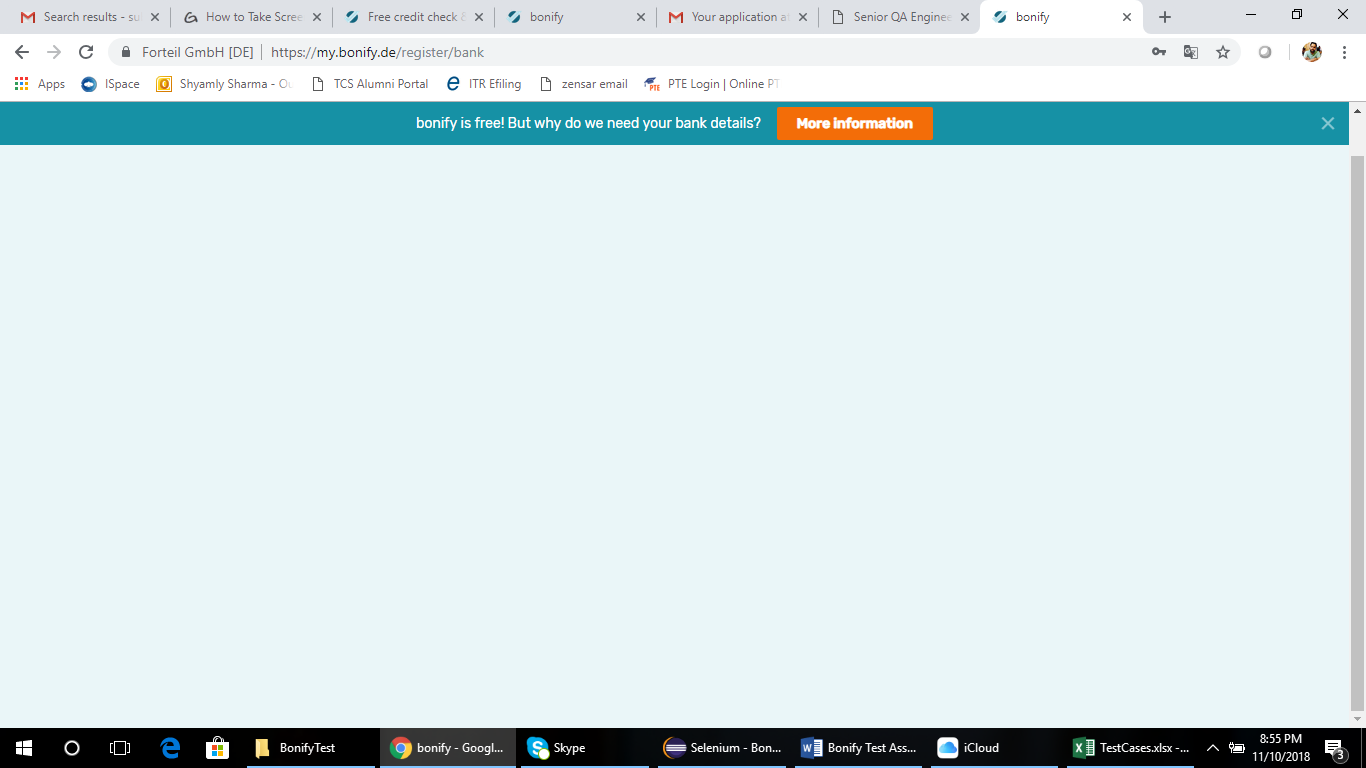 Search results - su
How to Take Scree
Free credit check &
bonify
Your application at
Senior QA Enginee
bonify
Forteil GmbH [DE]
https://my.bonify.de/register/bank
Apps
ISpace
Shyamly Sharma - Ou
TCS Alumni Portal
ITR Efiling
zensar email
PTE Login | Online PT
bonify is free! But why do we need your bank details?
More information
BonifyTest
bonify - Googl...
Skype
Selenium - Bon...
Bonify Test Ass...
iCloud
TestCases.xlsx -...
8:55 PM
11/10/2018
3